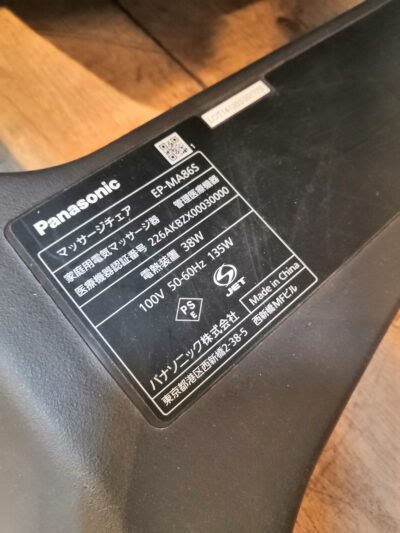 Panasonic
マッサージチェア EP-MA86S
家庭用電気マッサージ器 管理医療機器
医療機器認証番号 226AKBZX00030000
電熱装置 38W
100V 50-60Hz 135W
PS
E
S
JET
パナソニック株式会社 Made in China
東京都港区西新橋2-38-5 西新橋MFビル